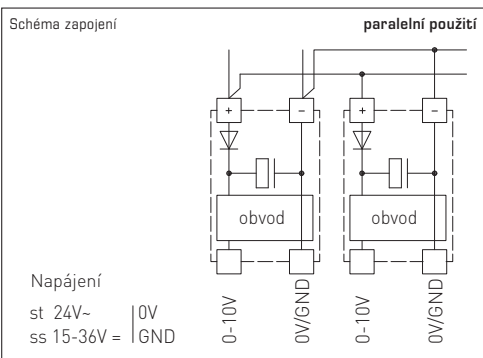 Schéma zapojení
paralelní použití
+
−
+
−
obvod
obvod
Napájení
st 24V~ 0V
ss 15-36V = GND
0-10V
0V/GND
0-10V
0V/GND